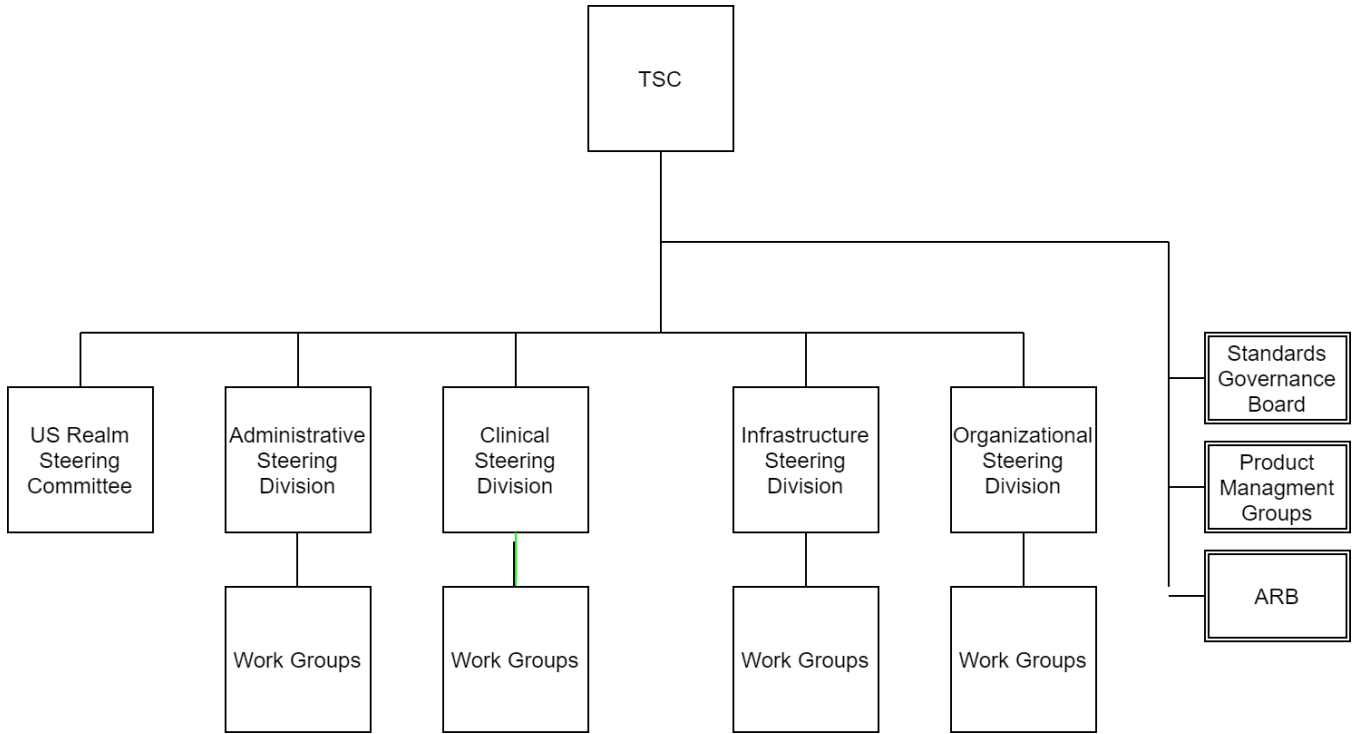 TSC
US Realm
Steering
Committee
Administrative
Steering
Division
Clinical
Steering
Division
Infrastructure
Steering
Division
Organizational
Steering
Division
Standards
Governance
Board
Product
Managment
Groups
ARB
Work Groups
Work Groups
Work Groups
Work Groups